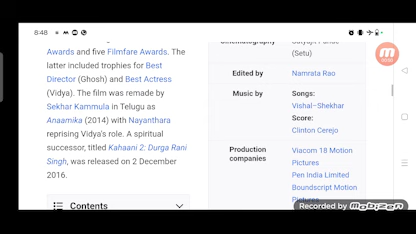 8:48
Awards and five Filmfare Awards. The
latter included trophies for Best
Director (Ghosh) and Best Actress
(Vidya). The film was remade by
Sekhar Kammula in Telugu as
Anaamika (2014) with Nayanthara
reprising Vidya's role. A spiritual
successor, titled Kahaani 2: Durga Rani
Singh, was released on 2 December
2016.
Contents
(Setu)
Edited by Namrata Rao
Music by Songs:
Vishal–Shekhar
Score:
Clinton Cerejo
Production
companies
Viacom 18 Motion
Pictures
Pen India Limited
Boundscript Motion
Pictures
Recorded by MOBIZEN